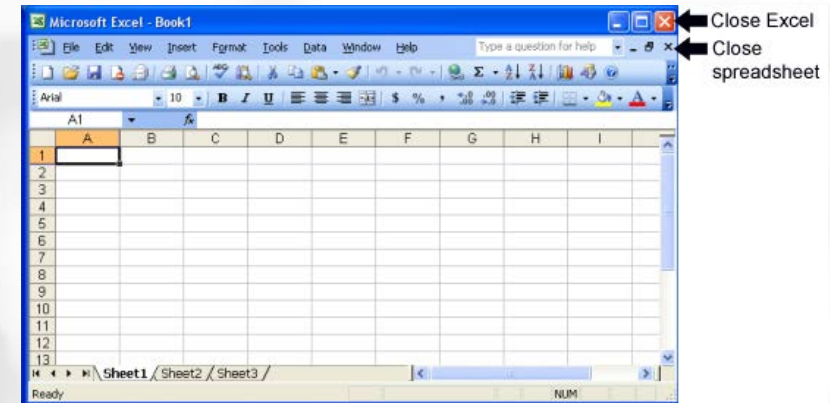 Microsoft Excel - Book1
Close Excel
File Edit View Insert Format Tools Data Window Help Type a question for help
Close
spreadsheet
Arial 10 B I U $ % ,
A1 fx
A B C D E F G H I
1
2
3
4
5
6
7
8
9
10
11
12
13
Sheet1 / Sheet2 / Sheet3 /
Ready NUM